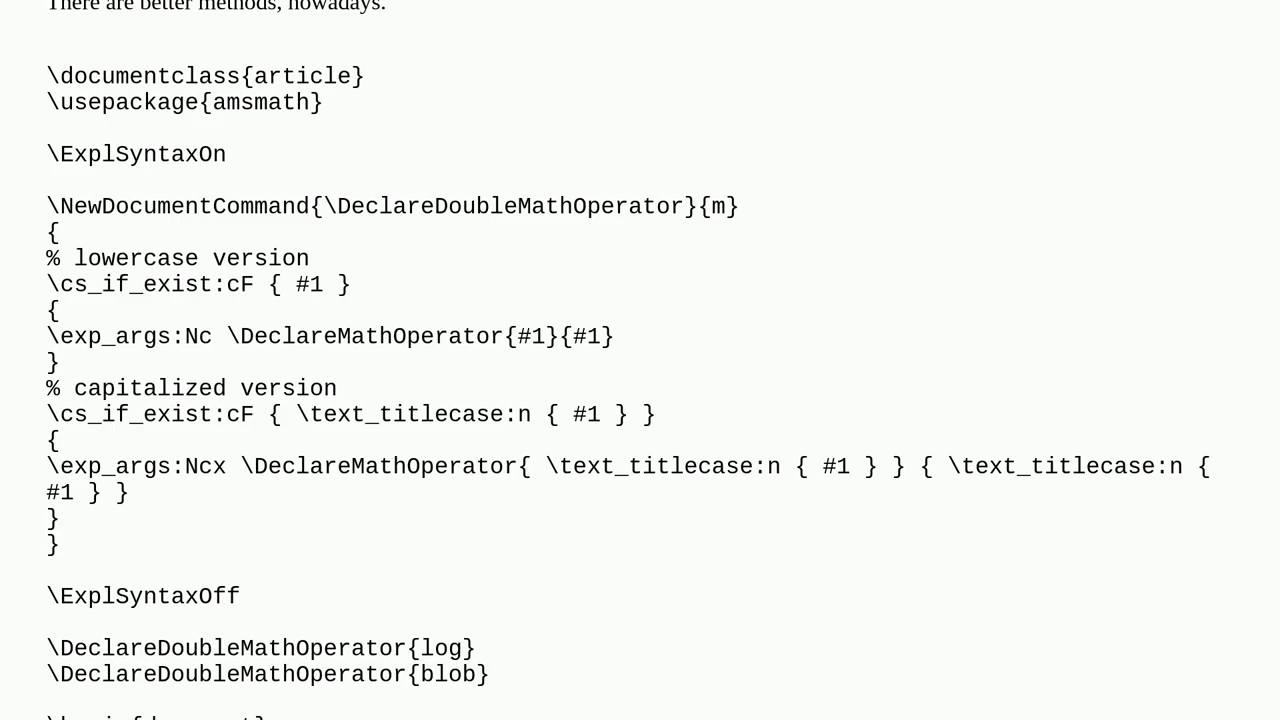 There are better methods, nowadays.
\documentclass{article}
\usepackage{amsmath}
\ExplSyntaxOn
\NewDocumentCommand{\DeclareDoubleMathOperator}{m}
{
% lowercase version
\cs_if_exist:cF { #1 }
{
\exp_args:Nc \DeclareMathOperator{#1}{#1}
}
% capitalized version
\cs_if_exist:cF { \text_titlecase:n { #1 } }
{
\exp_args:Ncx \DeclareMathOperator{ \text_titlecase:n { #1 } } { \text_titlecase:n {
#1 } }
}
}
\ExplSyntaxOff
\DeclareDoubleMathOperator{log}
\DeclareDoubleMathOperator{blob}
\begin{document}